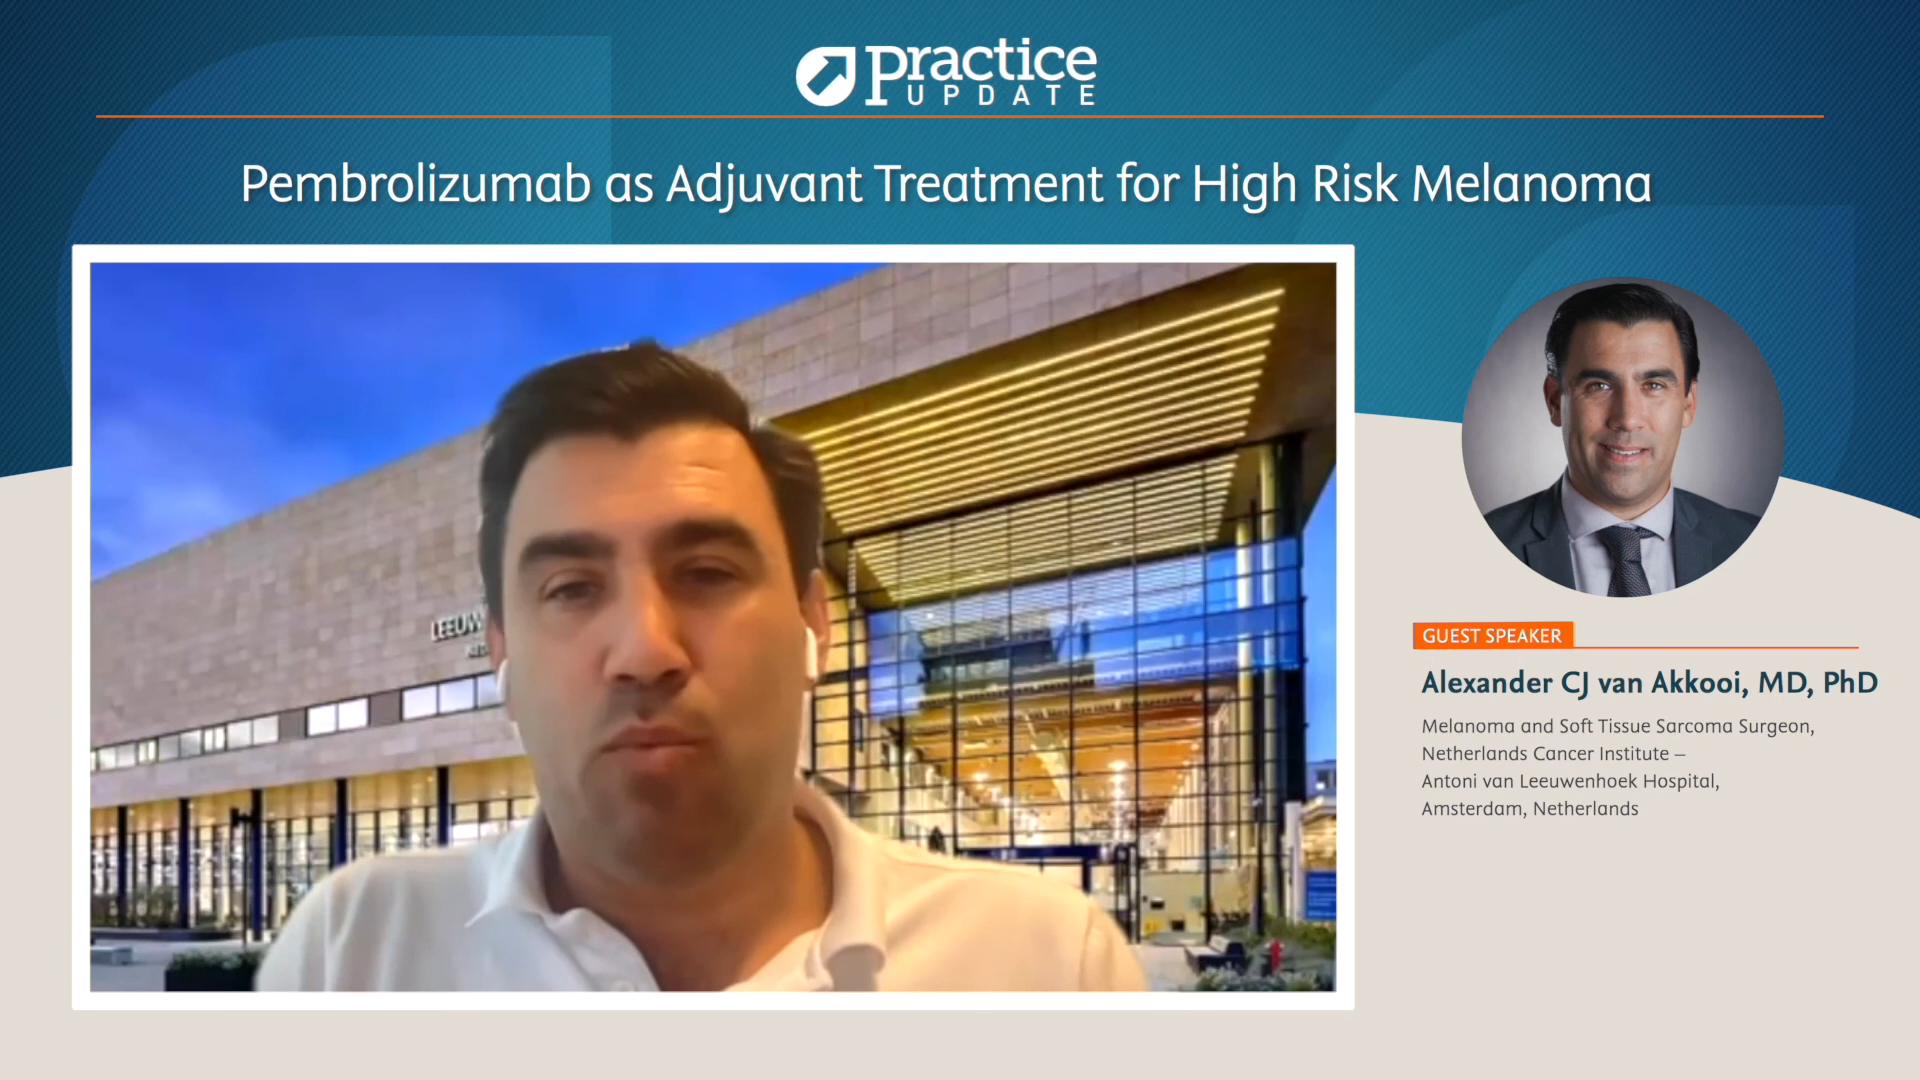 Practice
UPDATE
Pembrolizumab as Adjuvant Treatment for High Risk Melanoma
LEEUW
GUEST SPEAKER
Alexander CJ van Akkooi, MD, PhD
Melanoma and Soft Tissue Sarcoma Surgeon,
Netherlands Cancer Institute –
Antoni van Leeuwenhoek Hospital,
Amsterdam, Netherlands